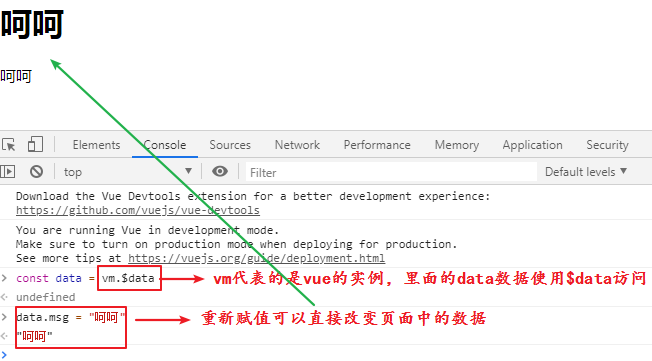 呵呵
呵呵
Elements Console Sources Network Performance Memory Application Security
top Filter Default levels
Download the Vue Devtools extension for a better development experience:
https://github.com/vuejs/vue-devtools
You are running Vue in development mode.
Make sure to turn on production mode when deploying for production.
See more tips at https://vuejs.org/guide/deployment.html
> const data = vm.$data vm代表的是vue的实例，里面的data数据使用$data访问
undefined
> data.msg = "呵呵" 重新赋值可以直接改变页面中的数据
"呵呵"
>